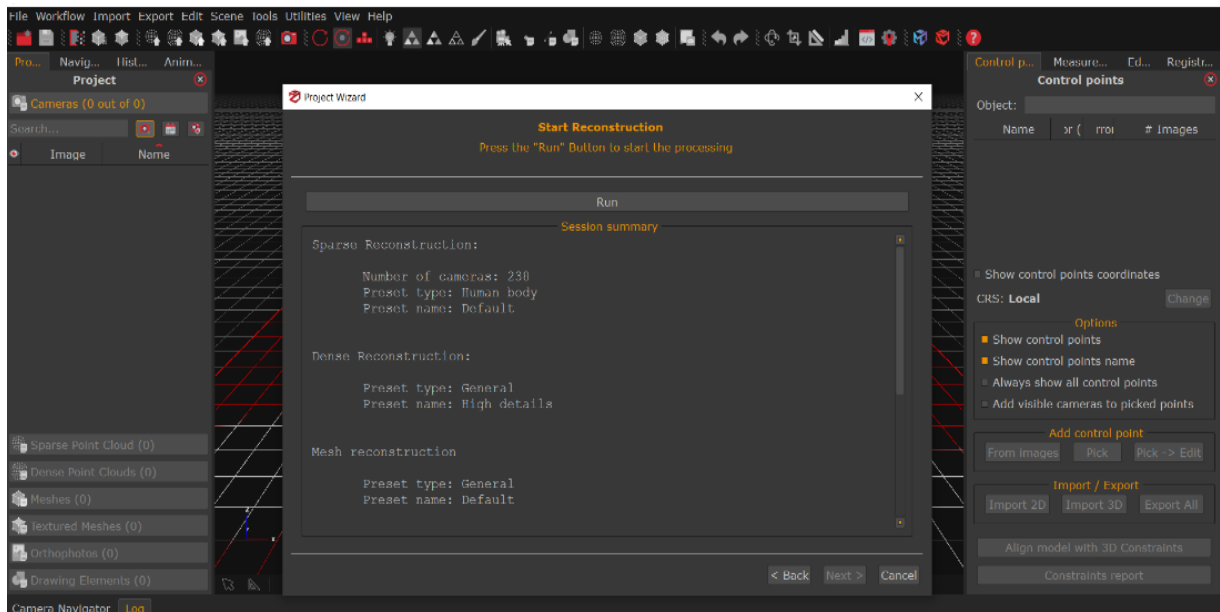 File Workflow Import Export Edit Scene Tools Utilities View Help
Pro... Navig... Hist... Anim...
Project
Cameras (0 out of 0)
Search...
Image Name
Sparse Point Cloud (0)
Dense Point Clouds (0)
Meshes (0)
Textured Meshes (0)
Orthophotos (0)
Drawing Elements (0)
Camera Navigator Log
Project Wizard
Start Reconstruction
Press the "Run" Button to start the processing
Run
Session summary
Sparse Reconstruction:
Number of cameras: 230
Preset type: Human body
Preset name: Default
Dense Reconstruction:
Preset type: General
Preset name: High details
Mesh reconstruction
Preset type: General
Preset name: Default
< Back Next > Cancel
Control p... Measure... Ed... Registr...
Control points
Object:
Name or ( rror # Images
Show control points coordinates
CRS: Local Change
Options
Show control points
Show control points name
Always show all control points
Add visible cameras to picked points
Add control point
From Images Pick Pick -> Edit
Import / Export
Import 2D Import 3D Export All
Align model with 3D Constraints
Constraints report